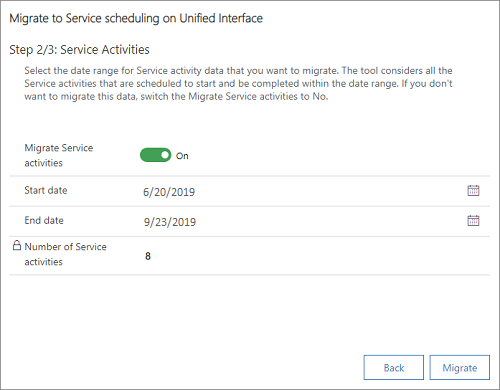 Migrate to Service scheduling on Unified Interface
Step 2/3: Service Activities
Select the date range for Service activity data that you want to migrate. The tool considers all the
Service activities that are scheduled to start and be completed within the date range. If you don't
want to migrate this data, switch the Migrate Service activities to No.
Migrate Service
activities
On
Start date
6/20/2019
End date
9/23/2019
Number of Service
activities
8
Back
Migrate